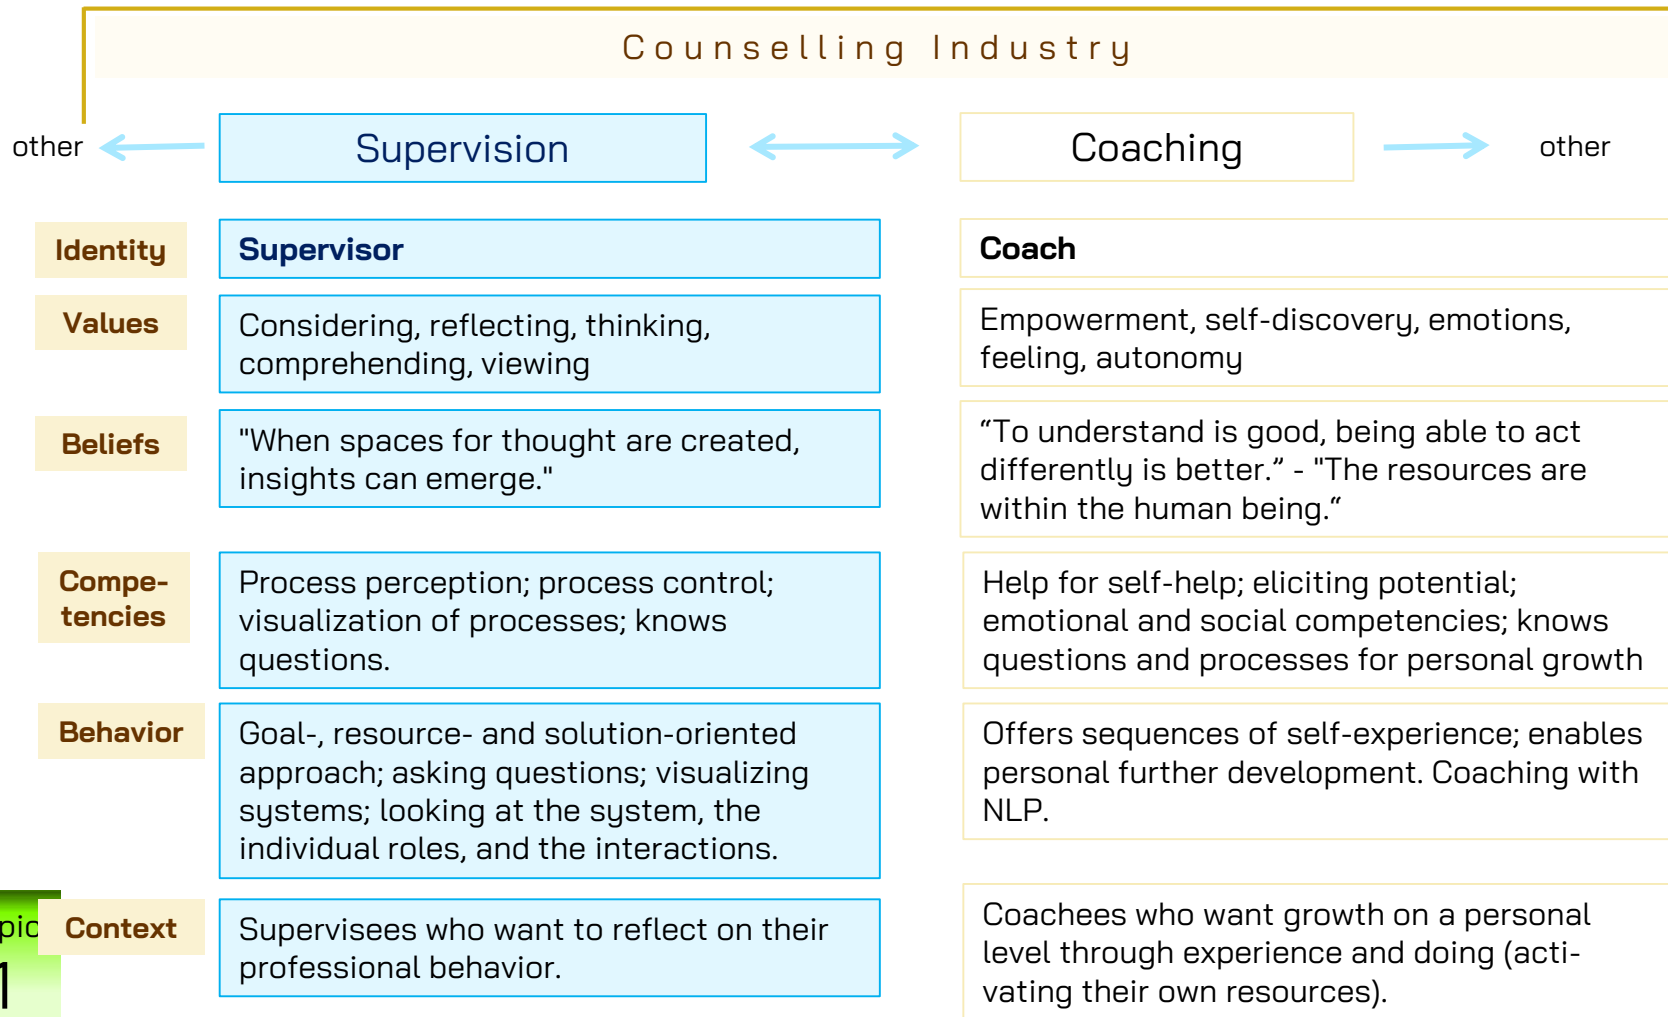 Counselling Industry
other
Supervision
Coaching
other
Identity
Supervisor
Coach
Values
Considering, reflecting, thinking,
comprehending, viewing
Empowerment, self-discovery, emotions,
feeling, autonomy
Beliefs
"When spaces for thought are created,
insights can emerge."
“To understand is good, being able to act
differently is better.” - "The resources are
within the human being.“
Compe-
tencies
Process perception; process control;
visualization of processes; knows
questions.
Help for self-help; eliciting potential;
emotional and social competencies; knows
questions and processes for personal growth
Behavior
Goal-, resource- and solution-oriented
approach; asking questions; visualizing
systems; looking at the system, the
individual roles, and the interactions.
Offers sequences of self-experience; enables
personal further development. Coaching with
NLP.
pic
1
Context
Supervisees who want to reflect on their
professional behavior.
Coachees who want growth on a personal
level through experience and doing (acti-
vating their own resources).